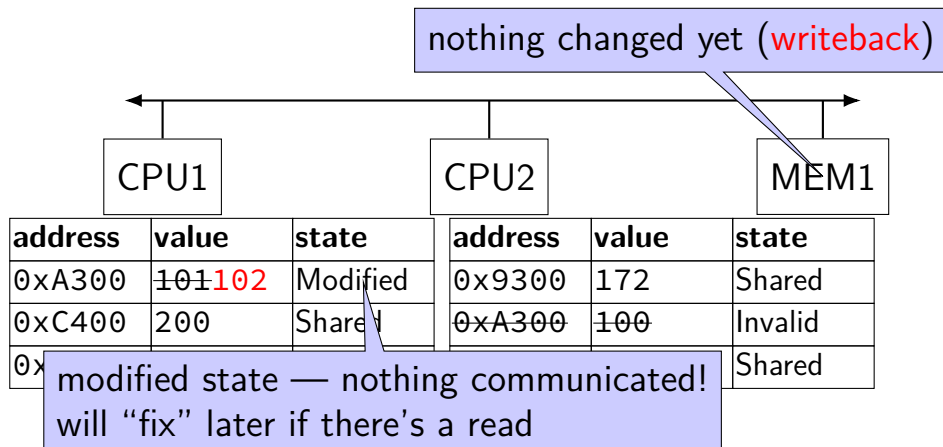 nothing changed yet (writeback)
CPU1 CPU2 MEM1
address value state address value state
0xA300 101102 Modified 0x9300 172 Shared
0xC400 200 Shared 0xA300 100 Invalid
0x Shared
modified state — nothing communicated!
will “fix” later if there's a read